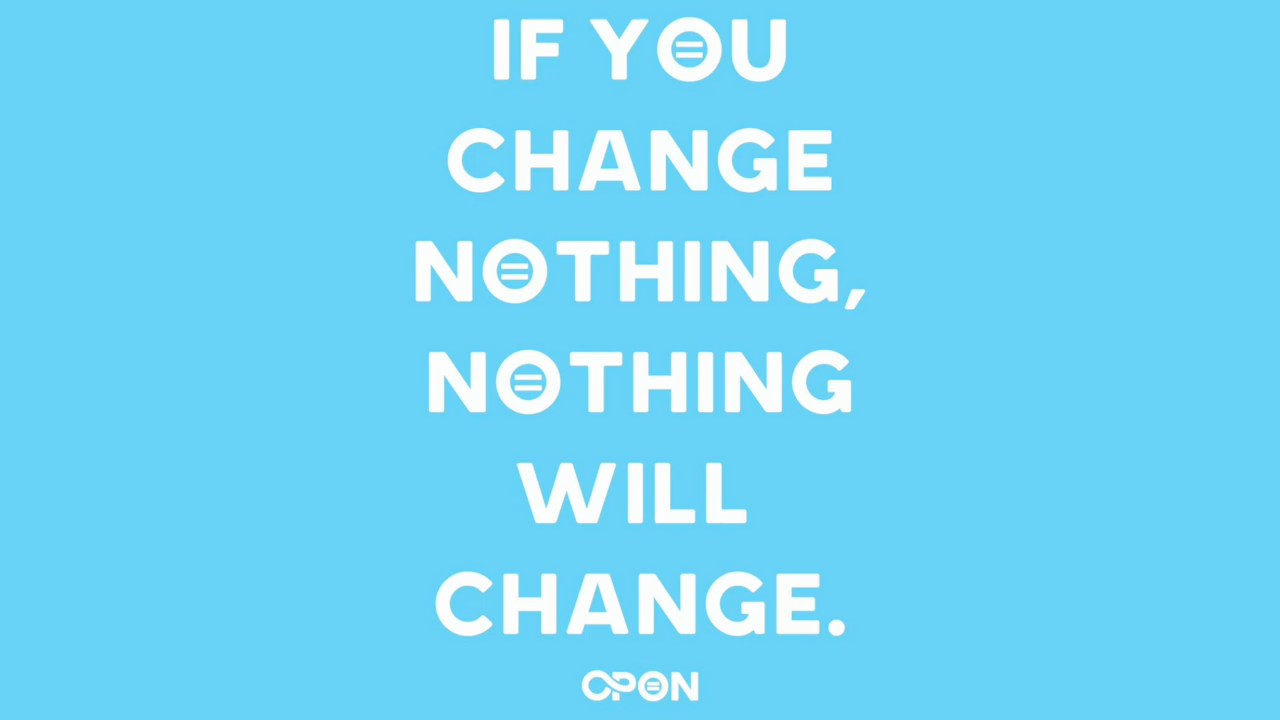 IF YOU
CHANGE
NOTHING,
NOTHING
WILL
CHANGE.
OPON